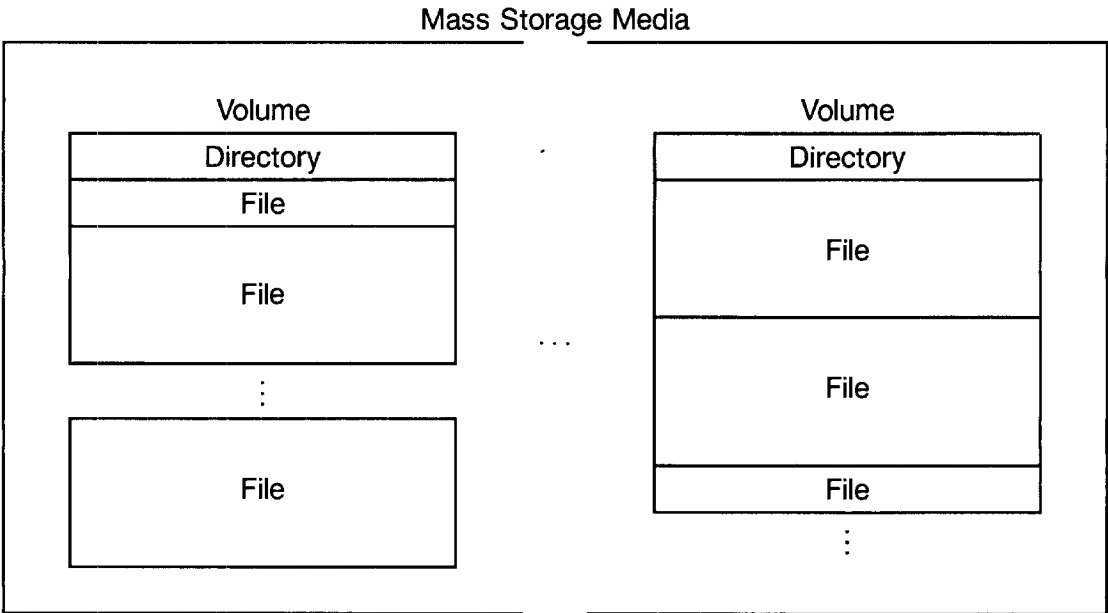 Mass Storage Media
Volume
Directory
File
File
⋮
File
...
Volume
Directory
File
File
File
⋮